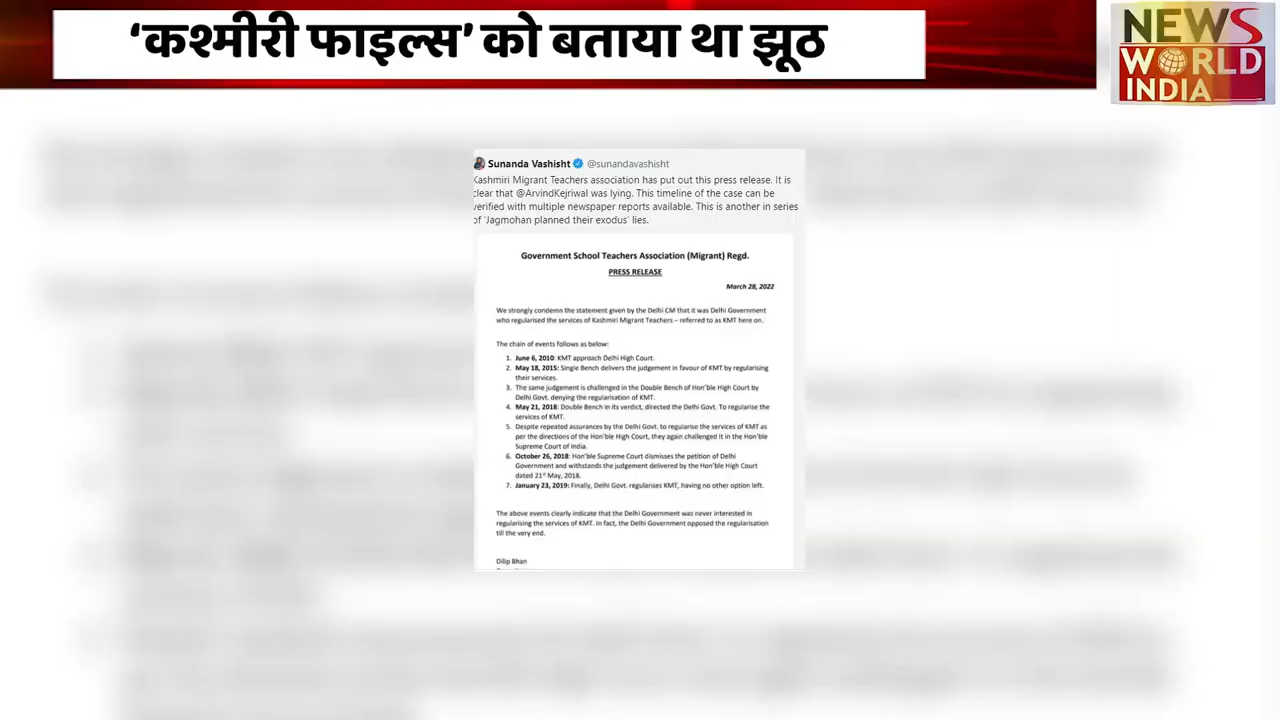 ‘कश्मीरी फाइल्स’ को बताया था झूठ
NEWS
WORLD
INDIA
Sunanda Vashisht @sunandavashisht
Kashmiri Migrant Teachers association has put out this press release. It is
clear that @ArvindKejriwal was lying. This timeline of the case can be
verified with multiple newspaper reports available. This is another in series
of ‘Jagmohan planned their exodus’ lies.
Government School Teachers Association (Migrant) Regd.
PRESS RELEASE
March 28, 2022
We strongly condemn the statement given by the Delhi CM that it was Delhi Government
who regularised the services of Kashmiri Migrant Teachers – referred to as KMT here on.
The chain of events follows as below:
1. June 6, 2010: KMT approach Delhi High Court.
2. May 18, 2015: Single Bench delivers the judgement in favour of KMT by regularising
their services.
3. The same judgement is challenged in the Double Bench of Hon’ble High Court by
Delhi Govt. denying the regularisation of KMT.
4. May 21, 2018: Double Bench in its verdict, directed the Delhi Govt. To regularise the
services of KMT.
5. Despite repeated assurances by the Delhi Govt. to regularise the services of KMT as
per the directions of the Hon’ble High Court, they again challenged it in the Hon’ble
Supreme Court of India.
6. October 26, 2018: Hon’ble Supreme Court dismisses the petition of Delhi
Government and withstands the judgement delivered by the Hon’ble High Court
dated 21st May, 2018.
7. January 23, 2019: Finally, Delhi Govt. regularises KMT, having no other option left.
The above events clearly indicate that the Delhi Government was never interested in
regularising the services of KMT. In fact, the Delhi Government opposed the regularisation
till the very end.
Dilip Bhan